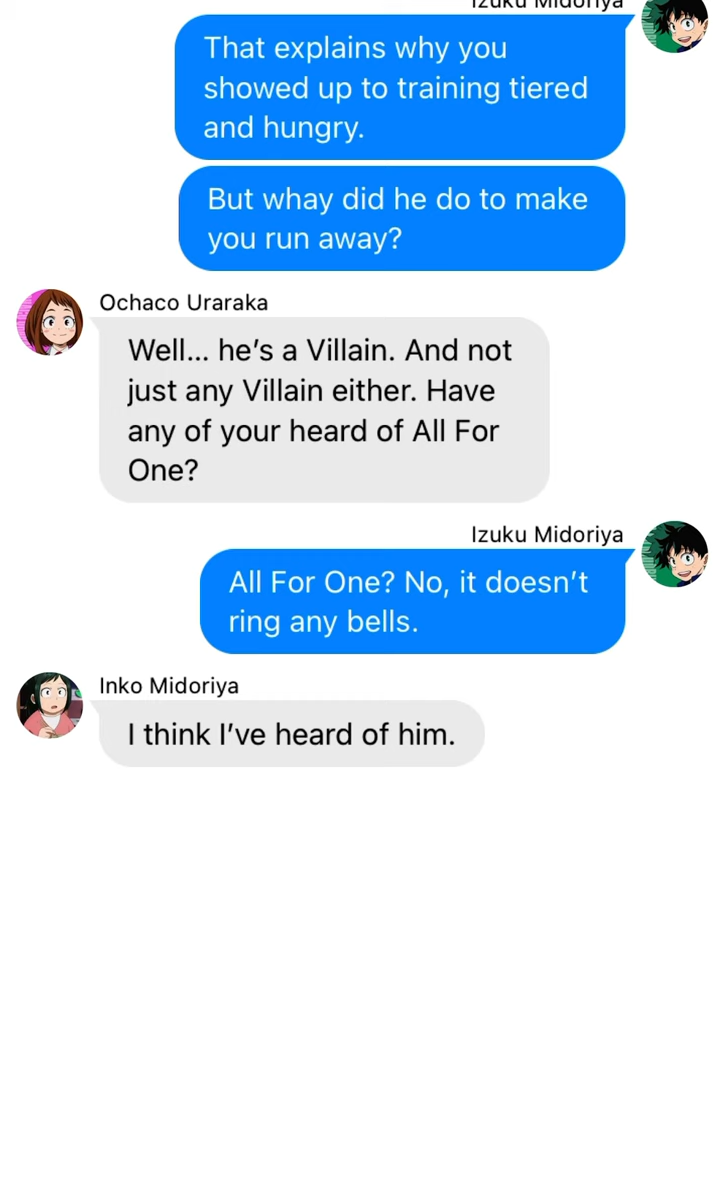 Izuku Midoriya
That explains why you
showed up to training tiered
and hungry.
But whay did he do to make
you run away?
Ochaco Uraraka
Well... he's a Villain. And not
just any Villain either. Have
any of your heard of All For
One?
Izuku Midoriya
All For One? No, it doesn't
ring any bells.
Inko Midoriya
I think I've heard of him.